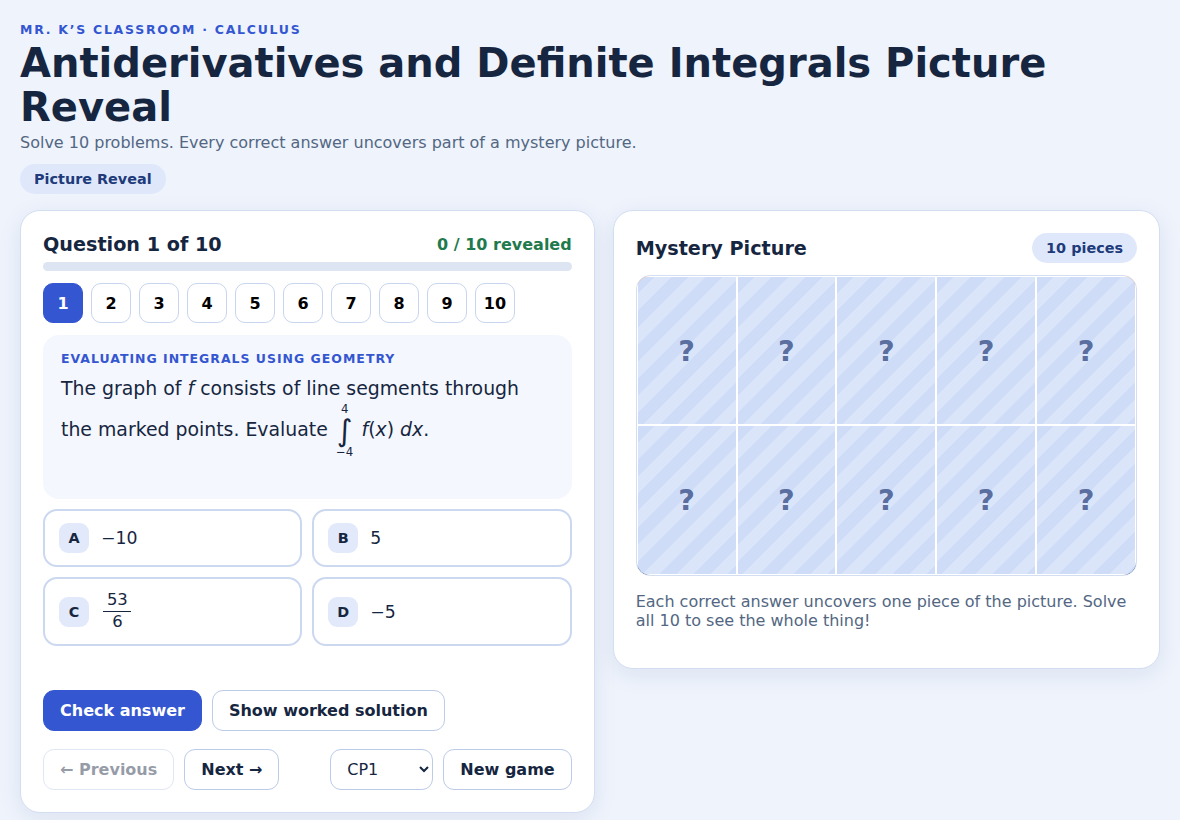 MR. K’S CLASSROOM · CALCULUS
Antiderivatives and Definite Integrals Picture
Reveal
Solve 10 problems. Every correct answer uncovers part of a mystery picture.
Picture Reveal
Question 1 of 10
0 / 10 revealed
1 2 3 4 5 6 7 8 9 10
EVALUATING INTEGRALS USING GEOMETRY
The graph of f consists of line segments through
the marked points. Evaluate ∫_{−4}^{4} f(x) dx.
A −10
B 5
C 53/6
D −5
Check answer
Show worked solution
← Previous
Next →
CP1
New game
Mystery Picture
10 pieces
? ? ? ? ?
? ? ? ? ?
Each correct answer uncovers one piece of the picture. Solve
all 10 to see the whole thing!